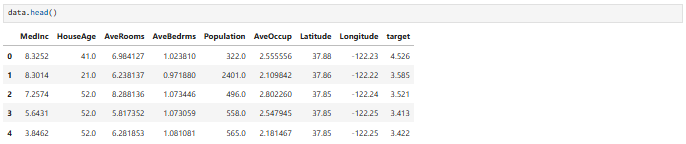 data.head()
MedInc HouseAge AveRooms AveBedrms Population AveOccup Latitude Longitude target
0 8.3252 41.0 6.984127 1.023810 322.0 2.555556 37.88 -122.23 4.526
1 8.3014 21.0 6.238137 0.971880 2401.0 2.109842 37.86 -122.22 3.585
2 7.2574 52.0 8.288136 1.073446 496.0 2.802260 37.85 -122.24 3.521
3 5.6431 52.0 5.817352 1.073059 558.0 2.547945 37.85 -122.25 3.413
4 3.8462 52.0 6.281853 1.081081 565.0 2.181467 37.85 -122.25 3.422